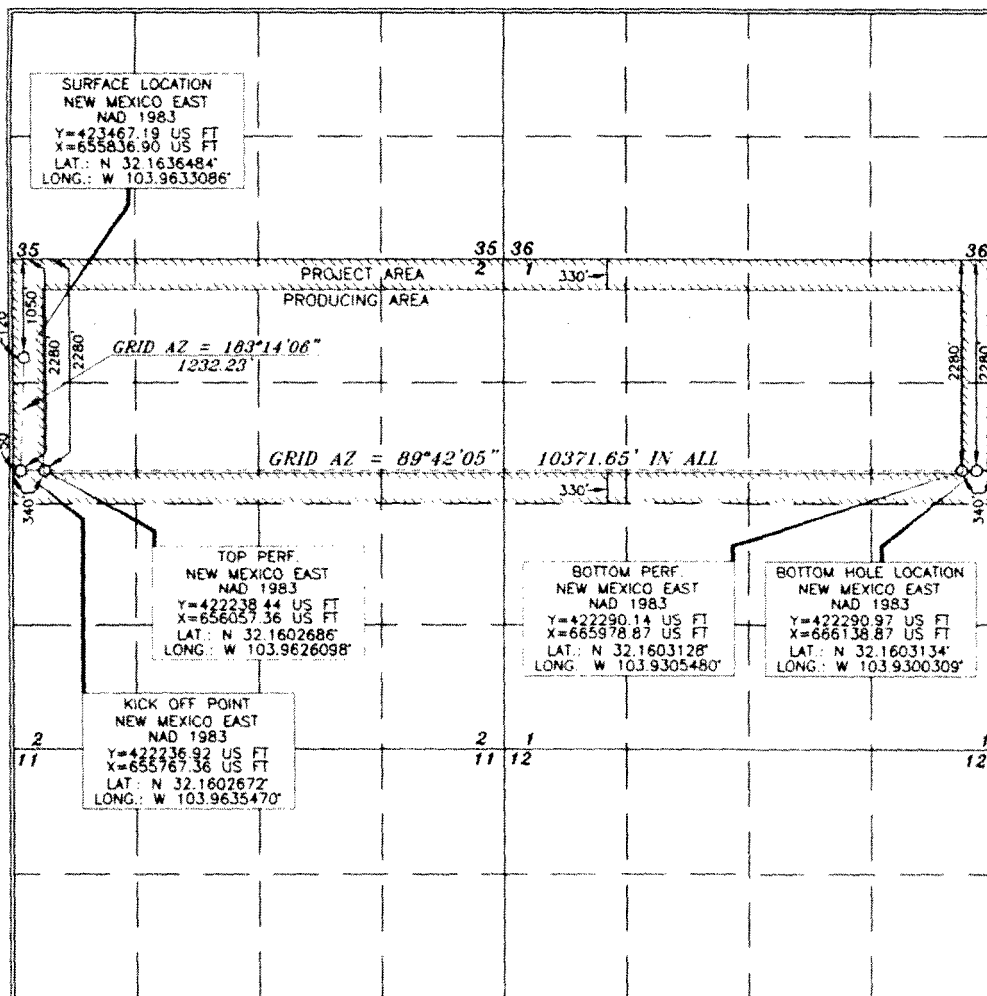 SURFACE LOCATION
NEW MEXICO EAST
NAD 1983
Y=423467.19 US FT
X=655836.90 US FT
LAT.: N 32.1636484°
LONG.: W 103.9633086°
35
35 36
36
PROJECT AREA
2 1
330'
PRODUCING AREA
1050'
2280'
2280'
2280'
2280'
GRID AZ = 183°14'06"
1232.23'
GRID AZ = 89°42'05" 10371.65' IN ALL
330'
340'
340'
TOP PERF.
NEW MEXICO EAST
NAD 1983
Y=422238.44 US FT
X=656057.36 US FT
LAT.: N 32.1602686°
LONG.: W 103.9626098°
BOTTOM PERF.
NEW MEXICO EAST
NAD 1983
Y=422290.14 US FT
X=665978.87 US FT
LAT.: N 32.1603128°
LONG. W 103.9305480°
BOTTOM HOLE LOCATION
NEW MEXICO EAST
NAD 1983
Y=422290.97 US FT
X=666138.87 US FT
LAT.: N 32.1603134°
LONG.: W 103.9300309°
KICK OFF POINT
NEW MEXICO EAST
NAD 1983
Y=422236.92 US FT
X=655767.36 US FT
LAT.: N 32.1602672°
LONG.: W 103.9635470°
2
11
2 1
11 12
1
12